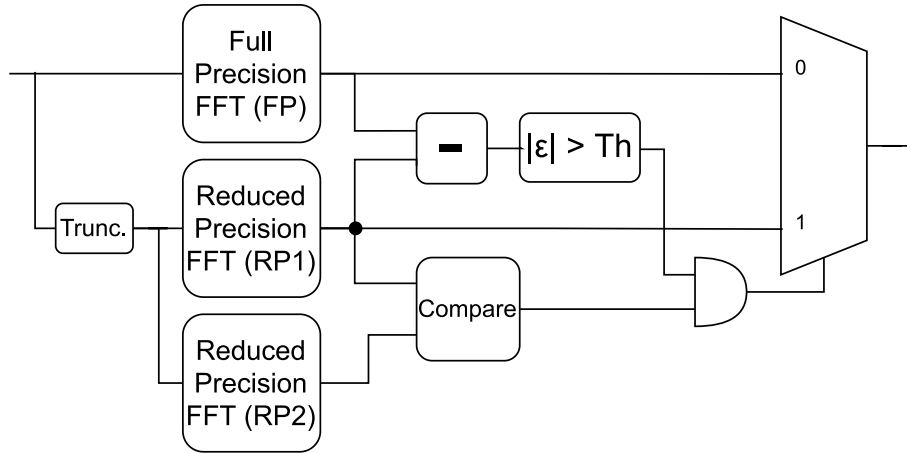 Full
Precision
FFT (FP)
0
|ε| > Th
Reduced
Precision
FFT (RP1)
Trunc.
1
Compare
Reduced
Precision
FFT (RP2)